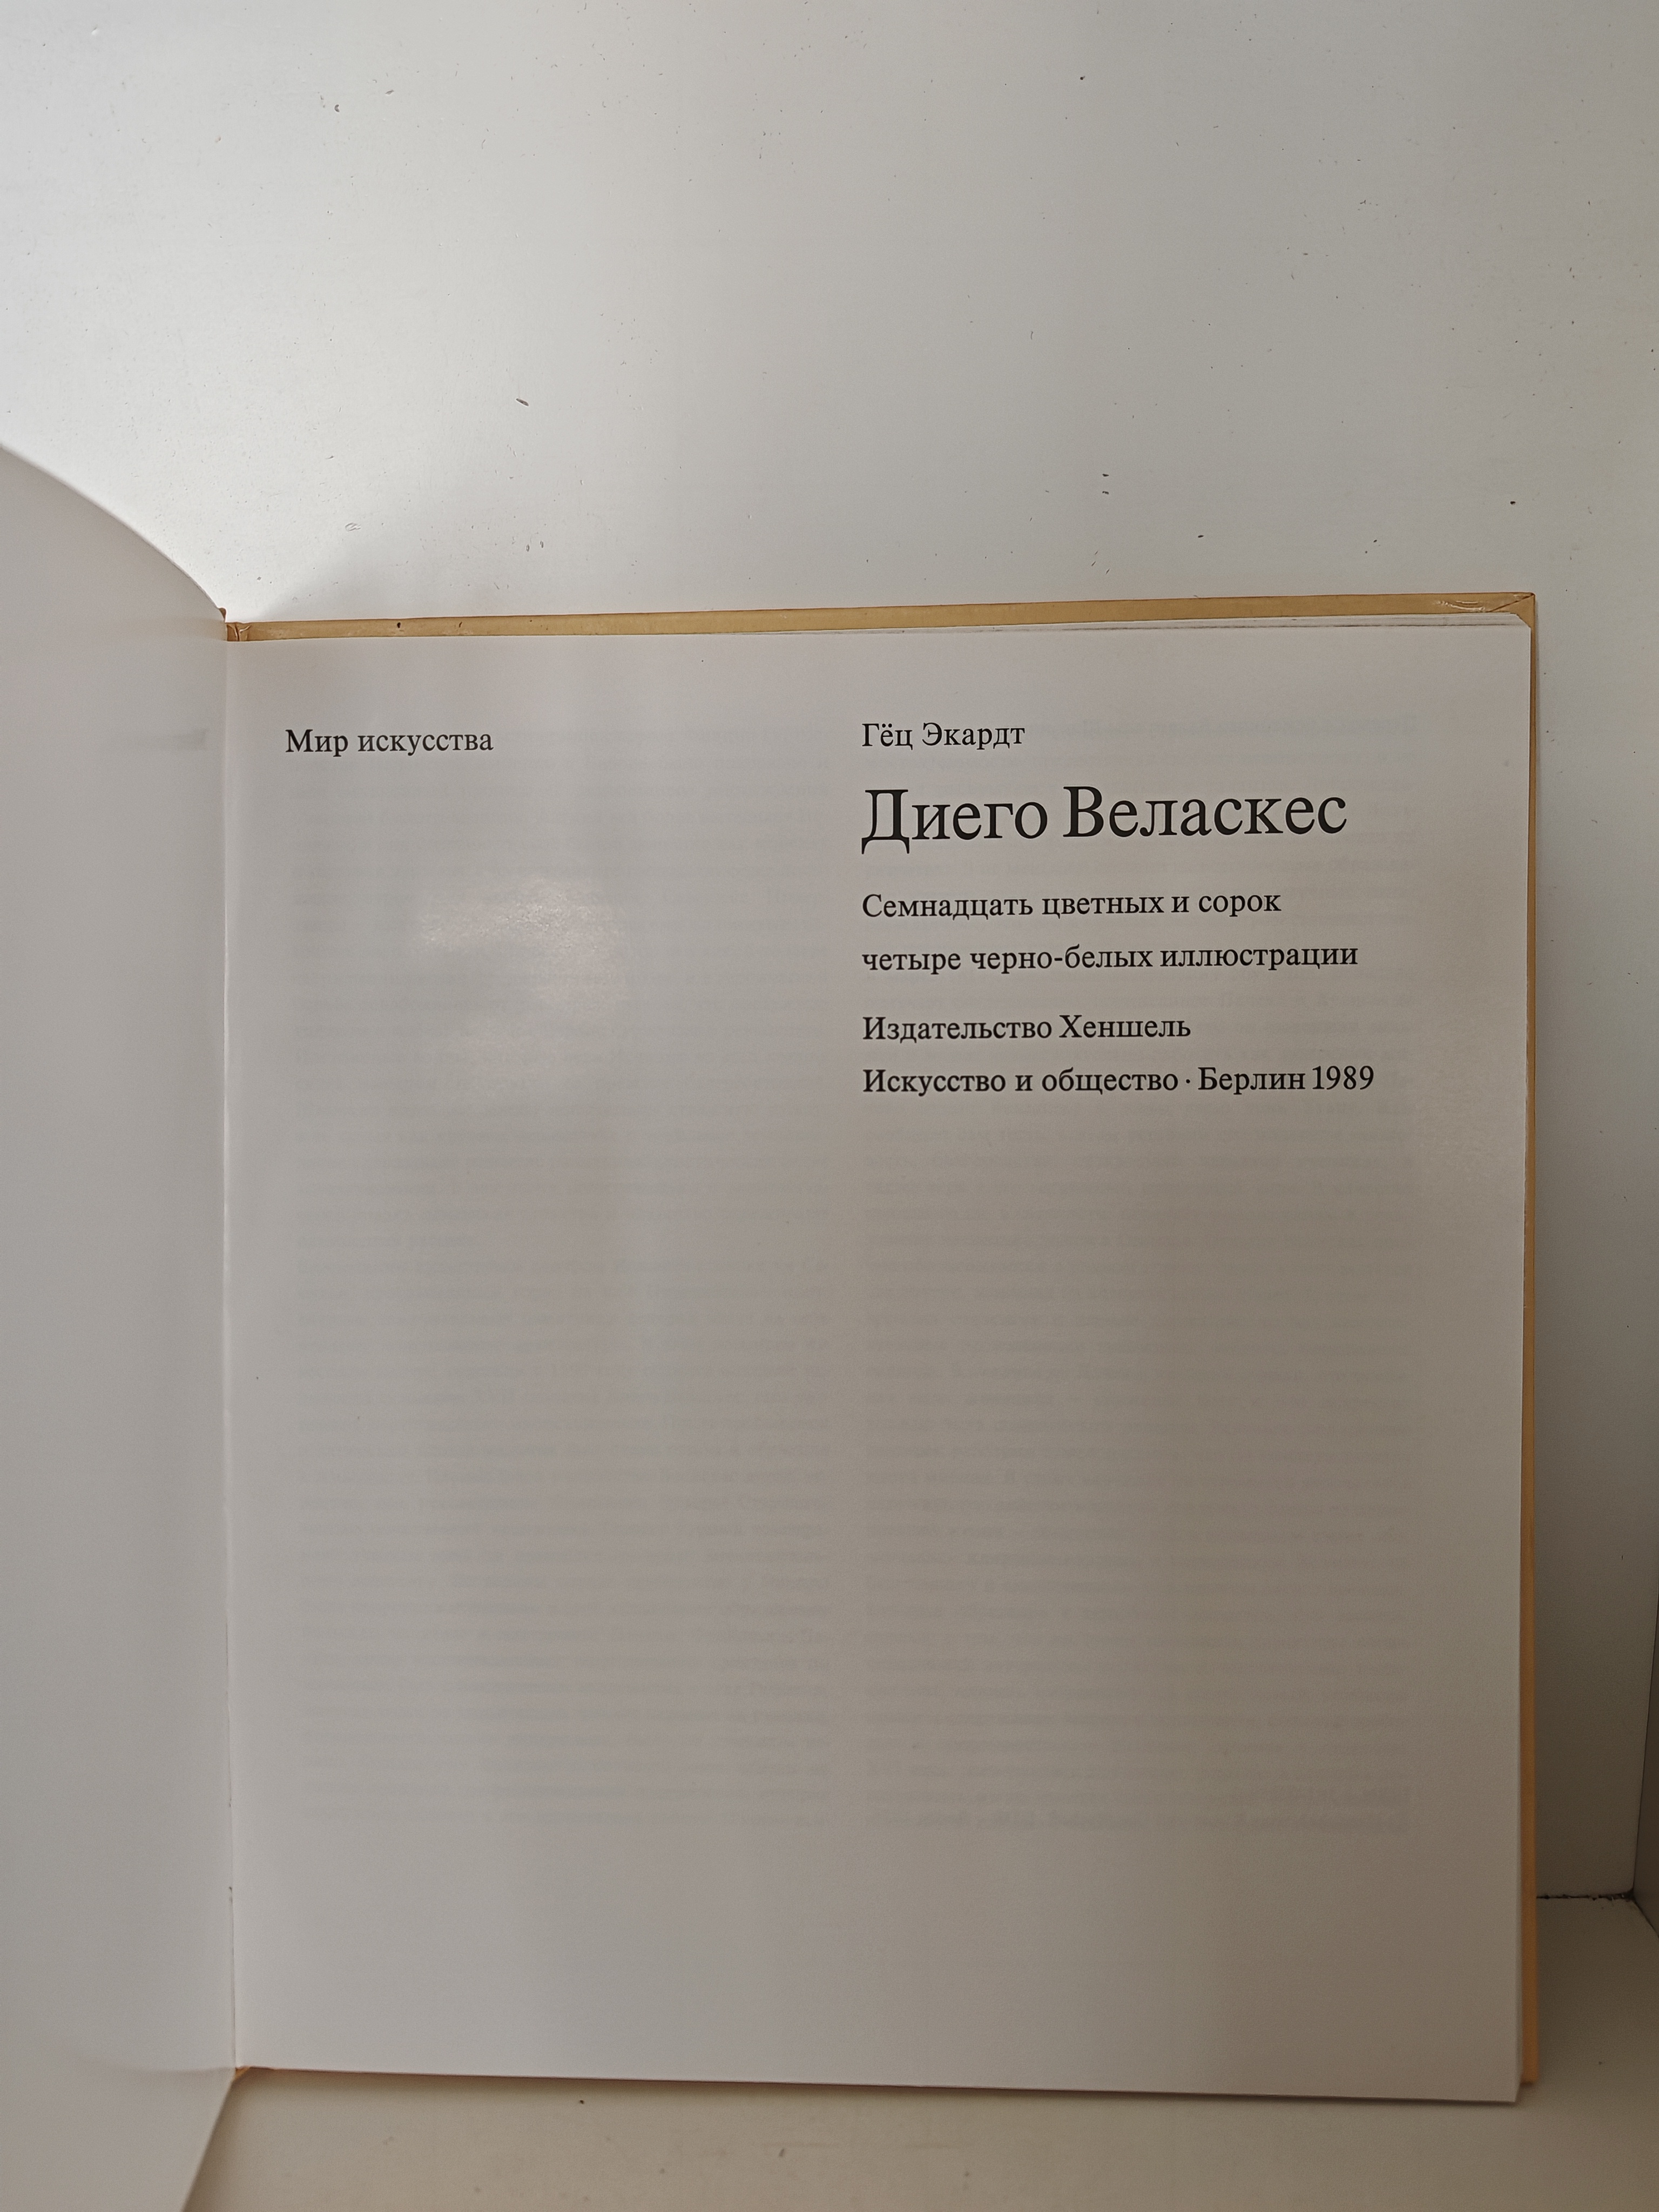 Мир искусства
Гёц Экардт
Диего Веласкес
Семнадцать цветных и сорок
четыре черно-белых иллюстрации
Издательство Хеншель
Искусство и общество · Берлин 1989